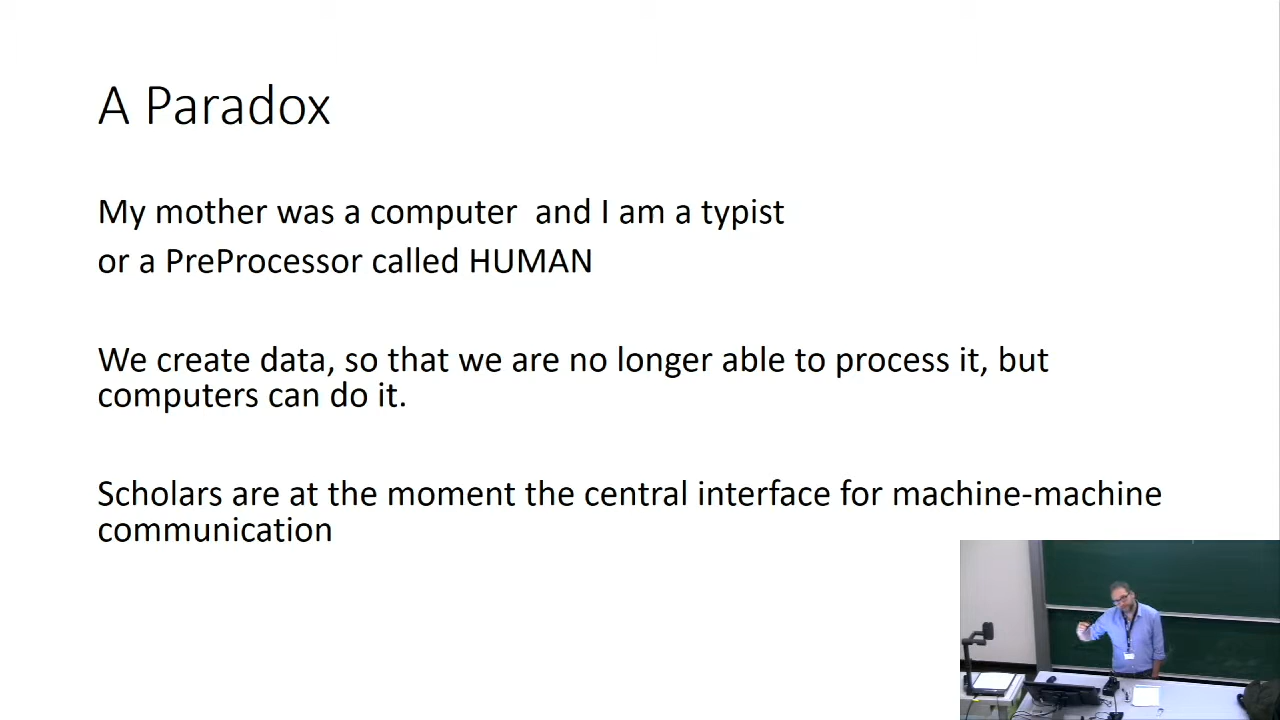 A Paradox
My mother was a computer and I am a typist
or a PreProcessor called HUMAN
We create data, so that we are no longer able to process it, but
computers can do it.
Scholars are at the moment the central interface for machine-machine
communication